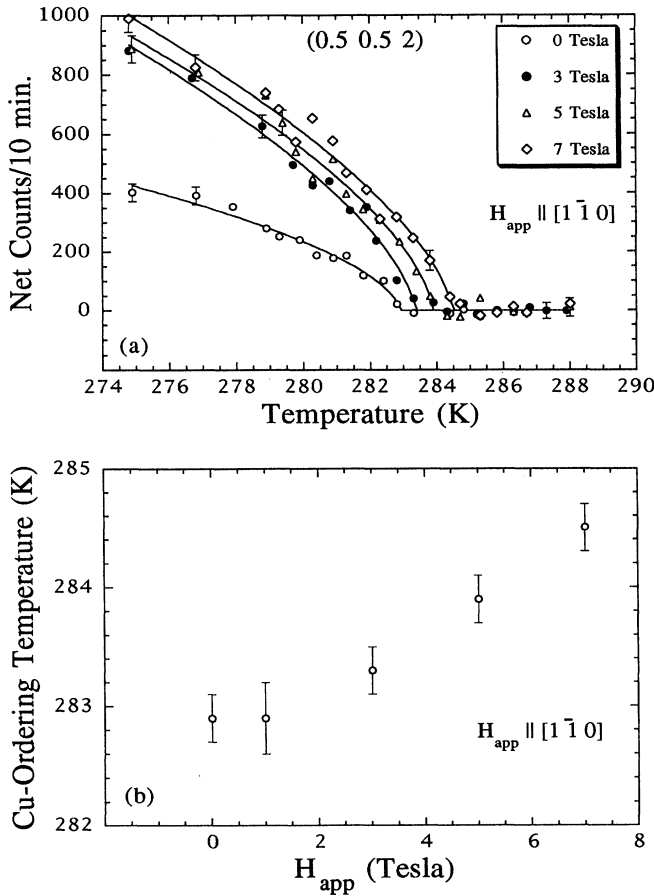 1000
800
600
400
200
0
Net Counts/10 min.
(0.5 0.5 2)
0 Tesla
3 Tesla
5 Tesla
7 Tesla
H_app || [1 1̄ 0]
(a)
274 276 278 280 282 284 286 288 290
Temperature (K)
285
284
283
282
Cu-Ordering Temperature (K)
H_app || [1 1̄ 0]
(b)
0 2 4 6 8
H_app (Tesla)